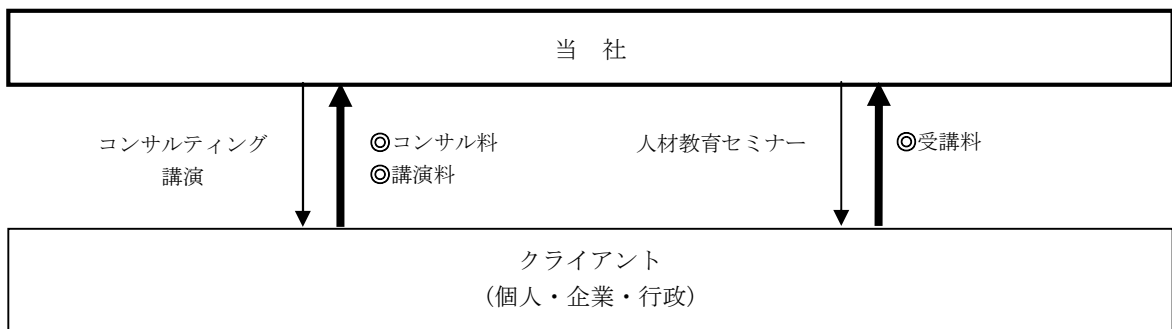 当 社
コンサルティング
講演
◎コンサル料
◎講演料
人材教育セミナー
◎受講料
クライアント
（個人・企業・行政）